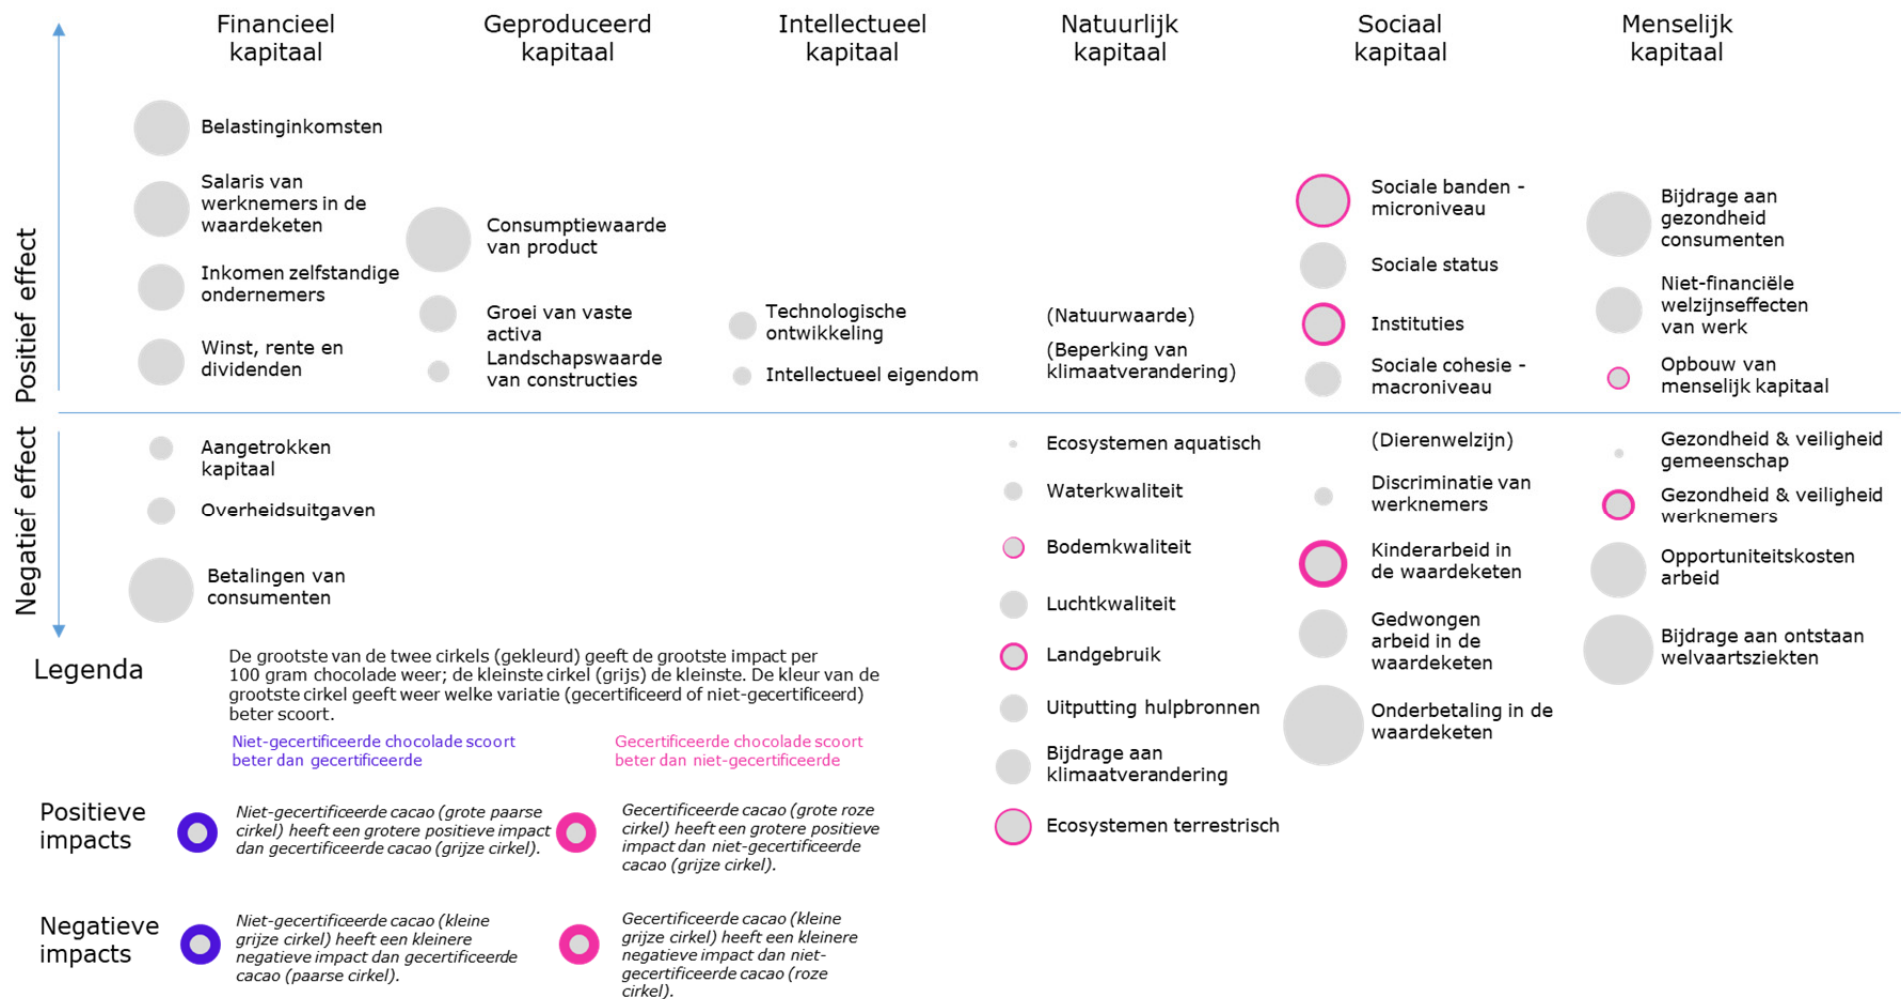 Financieel
kapitaal
Geproduceerd
kapitaal
Intellectueel
kapitaal
Natuurlijk
kapitaal
Sociaal
kapitaal
Menselijk
kapitaal
Positief effect
Belastinginkomsten
Salaris van
werknemers in de
waardeketen
Inkomen zelfstandige
ondernemers
Winst, rente en
dividenden
Consumptiewaarde
van product
Groei van vaste
activa
Landschapswaarde
van constructies
Technologische
ontwikkeling
Intellectueel eigendom
(Natuurwaarde)
(Beperking van
klimaatverandering)
Sociale banden -
microniveau
Sociale status
Instituties
Sociale cohesie -
macroniveau
Bijdrage aan
gezondheid
consumenten
Niet-financiële
welzijnseffecten
van werk
Opbouw van
menselijk kapitaal
Negatief effect
Aangetrokken
kapitaal
Overheidsuitgaven
Betalingen van
consumenten
Ecosystemen aquatisch
Waterkwaliteit
Bodemkwaliteit
Luchtkwaliteit
Landgebruik
Uitputting hulpbronnen
Bijdrage aan
klimaatverandering
Ecosystemen terrestrisch
(Dierenwelzijn)
Discriminatie van
werknemers
Kinderarbeid in
de waardeketen
Gedwongen
arbeid in de
waardeketen
Onderbetaling in de
waardeketen
Gezondheid & veiligheid
gemeenschap
Gezondheid & veiligheid
werknemers
Opportuniteitskosten
arbeid
Bijdrage aan ontstaan
welvaartsziekten
Legenda
De grootste van de twee cirkels (gekleurd) geeft de grootste impact per
100 gram chocolade weer; de kleinste cirkel (grijs) de kleinste. De kleur van de
grootste cirkel geeft weer welke variatie (gecertificeerd of niet-gecertificeerd)
beter scoort.
Niet-gecertificeerde chocolade scoort
beter dan gecertificeerde
Gecertificeerde chocolade scoort
beter dan niet-gecertificeerde
Positieve
impacts
Niet-gecertificeerde cacao (grote paarse
cirkel) heeft een grotere positieve impact
dan gecertificeerde cacao (grijze cirkel).
Gecertificeerde cacao (grote roze
cirkel) heeft een grotere positieve
impact dan niet-gecertificeerde
cacao (grijze cirkel).
Negatieve
impacts
Niet-gecertificeerde cacao (kleine
grijze cirkel) heeft een kleinere
negatieve impact dan gecertificeerde
cacao (paarse cirkel).
Gecertificeerde cacao (kleine
grijze cirkel) heeft een kleinere
negatieve impact dan niet-
gecertificeerde cacao (roze
cirkel).